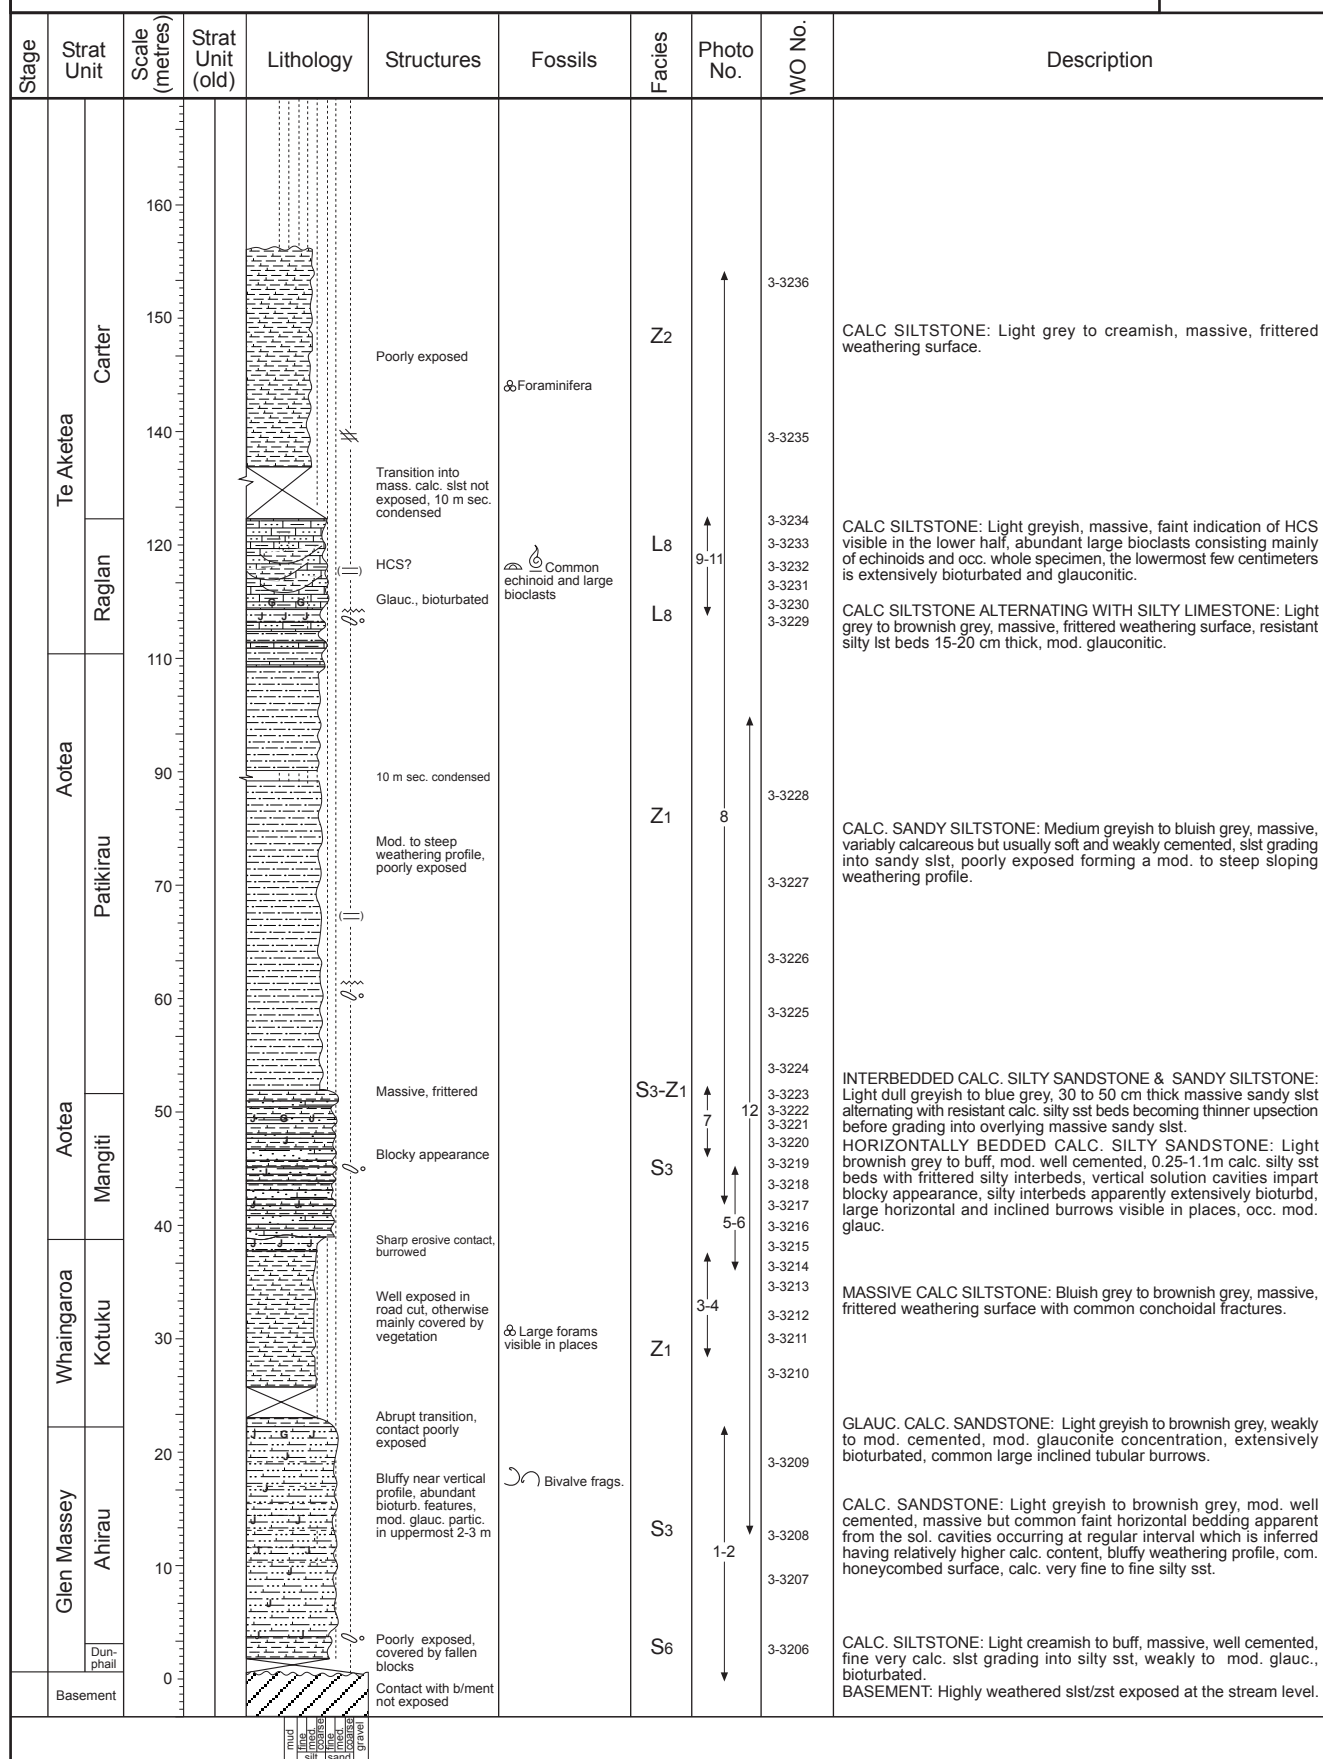 Stage
Strat
Unit
Scale
(metres)
Strat
Unit
(old)
Lithology
Structures
Fossils
Facies
Photo
No.
WO No.
Description
160
150
140
120
110
90
70
60
50
40
30
20
10
0
Te Aketea
Carter
Raglan
Aotea
Patikirau
Aotea
Mangiti
Whaingaroa
Kotuku
Glen Massey
Ahirau
Dun-
phail
Basement
Poorly exposed
Transition into
mass. calc. slst not
exposed, 10 m sec.
condensed
HCS?
Glauc., bioturbated
10 m sec. condensed
Mod. to steep
weathering profile,
poorly exposed
Massive, frittered
Blocky appearance
Sharp erosive contact,
burrowed
Well exposed in
road cut, otherwise
mainly covered by
vegetation
Abrupt transition,
contact poorly
exposed
Bluffy near vertical
profile, abundant
bioturb. features,
mod. glauc. partic.
in uppermost 2-3 m
Poorly exposed,
covered by fallen
blocks
Contact with b/ment
not exposed
Foraminifera
Common
echinoid and large
bioclasts
Large forams
visible in places
Bivalve frags.
Z2
L8
L8
Z1
S3-Z1
S3
Z1
S3
S6
9-11
8
12
7
5-6
3-4
1-2
3-3236
3-3235
3-3234
3-3233
3-3232
3-3231
3-3230
3-3229
3-3228
3-3227
3-3226
3-3225
3-3224
3-3223
3-3222
3-3221
3-3220
3-3219
3-3218
3-3217
3-3216
3-3215
3-3214
3-3213
3-3212
3-3211
3-3210
3-3209
3-3208
3-3207
3-3206
CALC SILTSTONE: Light grey to creamish, massive, frittered
weathering surface.
CALC SILTSTONE: Light greyish, massive, faint indication of HCS
visible in the lower half, abundant large bioclasts consisting mainly
of echinoids and occ. whole specimen, the lowermost few centimeters
is extensively bioturbated and glauconitic.
CALC SILTSTONE ALTERNATING WITH SILTY LIMESTONE: Light
grey to brownish grey, massive, frittered weathering surface, resistant
silty lst beds 15-20 cm thick, mod. glauconitic.
CALC. SANDY SILTSTONE: Medium greyish to bluish grey, massive,
variably calcareous but usually soft and weakly cemented, slst grading
into sandy slst, poorly exposed forming a mod. to steep sloping
weathering profile.
INTERBEDDED CALC. SILTY SANDSTONE & SANDY SILTSTONE:
Light dull greyish to blue grey, 30 to 50 cm thick massive sandy slst
alternating with resistant calc. silty sst beds becoming thinner upsection
before grading into overlying massive sandy slst.
HORIZONTALLY BEDDED CALC. SILTY SANDSTONE: Light
brownish grey to buff, mod. well cemented, 0.25-1.1m calc. silty sst
beds with frittered silty interbeds, vertical solution cavities impart
blocky appearance, silty interbeds apparently extensively bioturbd,
large horizontal and inclined burrows visible in places, occ. mod.
glauc.
MASSIVE CALC SILTSTONE: Bluish grey to brownish grey, massive,
frittered weathering surface with common conchoidal fractures.
GLAUC. CALC. SANDSTONE: Light greyish to brownish grey, weakly
to mod. cemented, mod. glauconite concentration, extensively
bioturbated, common large inclined tubular burrows.
CALC. SANDSTONE: Light greyish to brownish grey, mod. well
cemented, massive but common faint horizontal bedding apparent
from the sol. cavities occurring at regular interval which is inferred
having relatively higher calc. content, bluffy weathering profile, com.
honeycombed surface, calc. very fine to fine silty sst.
CALC. SILTSTONE: Light creamish to buff, massive, well cemented,
fine very calc. slst grading into silty sst, weakly to mod. glauc.,
bioturbated.
BASEMENT: Highly weathered slst/zst exposed at the stream level.
mud
fine
med.
coarse
fine
med.
coarse
gravel
silt
sand